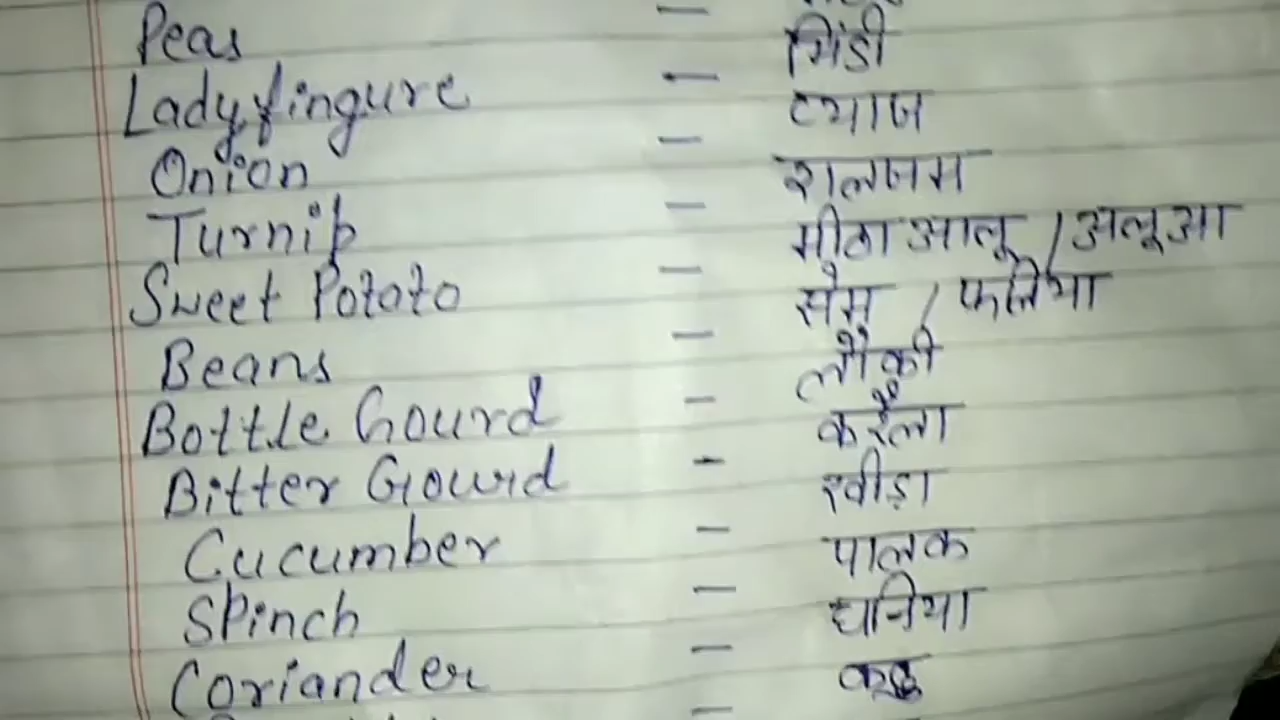 Peas -
Ladyfingure - भिंडी
Onion - प्याज
Turnip - शलजम
Sweet Pototo - मीठा आलू / अलूआ
Beans - सेम / फलिया
Bottle Gourd - लौकी
Bitter Gourd - करैला
Cucumber - खीड़ा
SPinch - पालक
Coriander - धनिया
- कद्दू